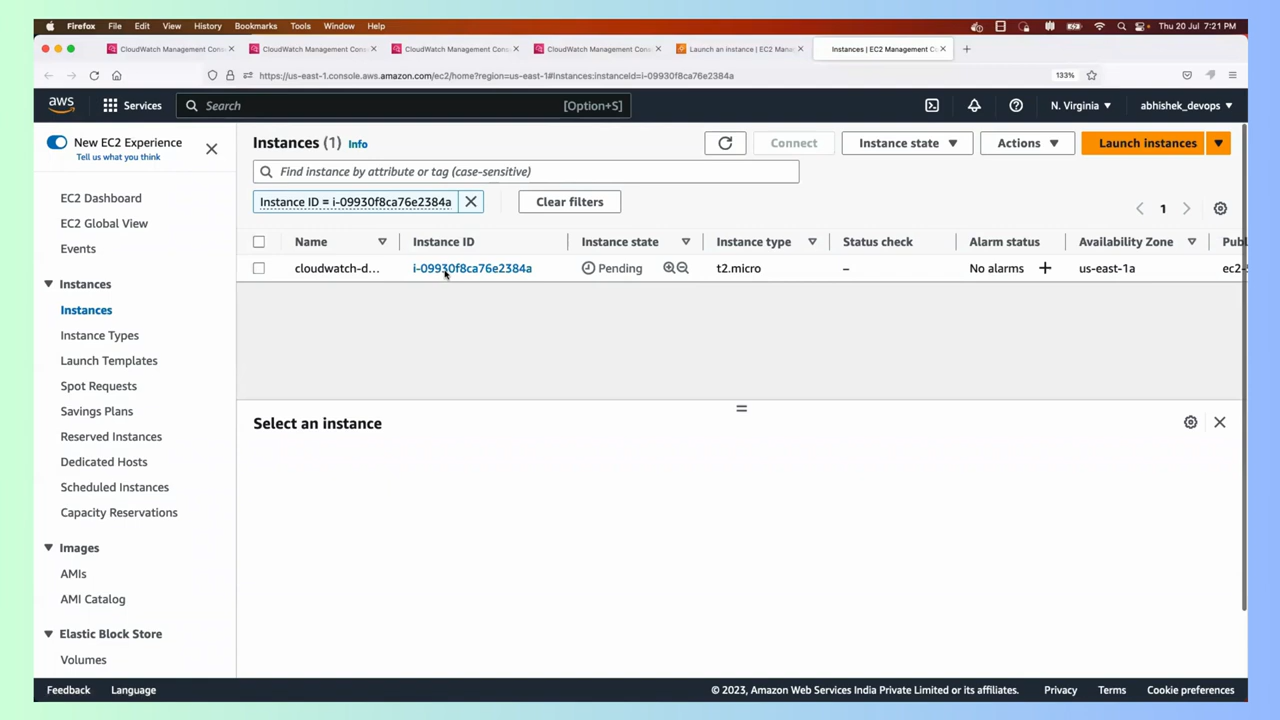 Firefox File Edit View History Bookmarks Tools Window Help Thu 20 Jul 7:21 PM
CloudWatch Management Cons CloudWatch Management Cons CloudWatch Management Cons CloudWatch Management Cons Launch an instance | EC2 Manag Instances | EC2 Management Co
https://us-east-1.console.aws.amazon.com/ec2/home?region=us-east-1#Instances:instanceId=i-09930f8ca76e2384a 133%
aws Services Search [Option+S] N. Virginia abhishek_devops
New EC2 Experience
Tell us what you think
EC2 Dashboard
EC2 Global View
Events
Instances
Instances
Instance Types
Launch Templates
Spot Requests
Savings Plans
Reserved Instances
Dedicated Hosts
Scheduled Instances
Capacity Reservations
Images
AMIs
AMI Catalog
Elastic Block Store
Volumes
Instances (1) Info Connect Instance state Actions Launch instances
Find instance by attribute or tag (case-sensitive)
Instance ID = i-09930f8ca76e2384a Clear filters 1
Name Instance ID Instance state Instance type Status check Alarm status Availability Zone Publ
cloudwatch-d... i-09930f8ca76e2384a Pending t2.micro – No alarms us-east-1a ec2-
Select an instance
Feedback Language © 2023, Amazon Web Services India Private Limited or its affiliates. Privacy Terms Cookie preferences